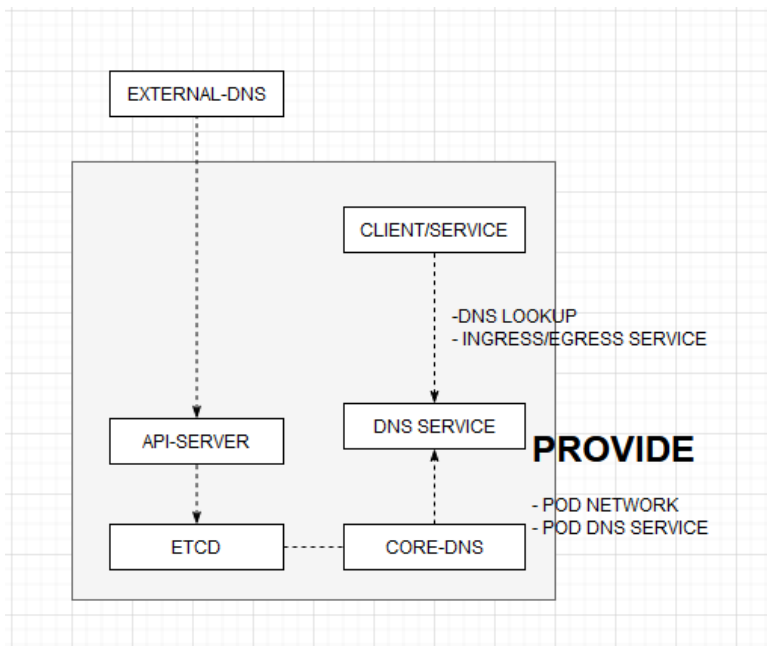 EXTERNAL-DNS
CLIENT/SERVICE
-DNS LOOKUP
- INGRESS/EGRESS SERVICE
API-SERVER
DNS SERVICE
PROVIDE
- POD NETWORK
- POD DNS SERVICE
ETCD
CORE-DNS